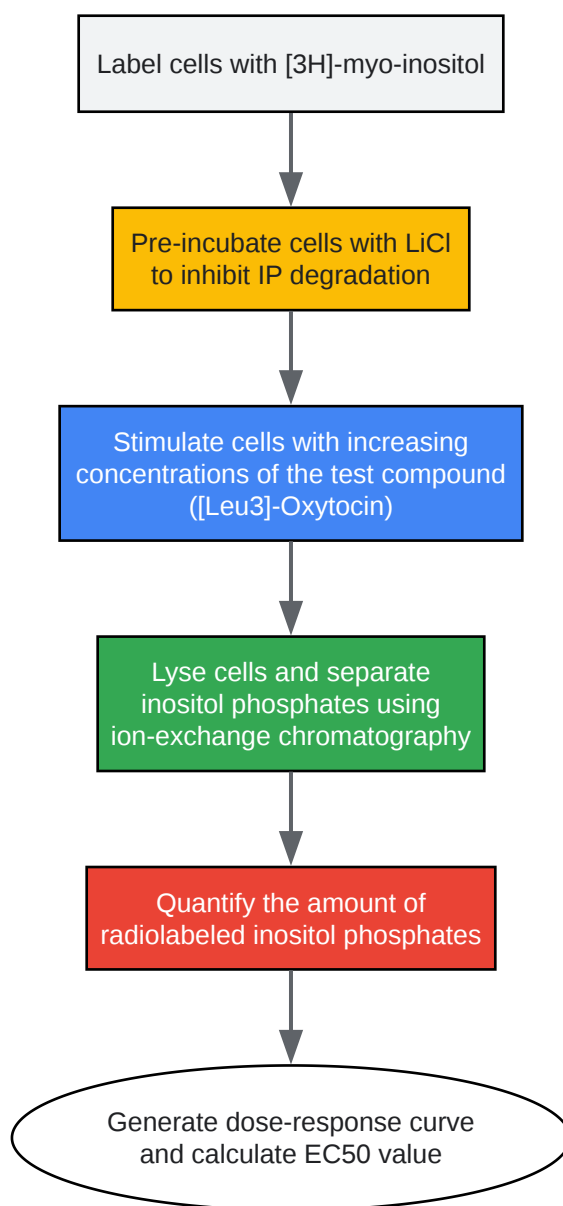 Label cells with [3H]-myo-inositol
Pre-incubate cells with LiCl
to inhibit IP degradation
Stimulate cells with increasing
concentrations of the test compound
([Leu3]-Oxytocin)
Lyse cells and separate
inositol phosphates using
ion-exchange chromatography
Quantify the amount of
radiolabeled inositol phosphates
Generate dose-response curve
and calculate EC50 value